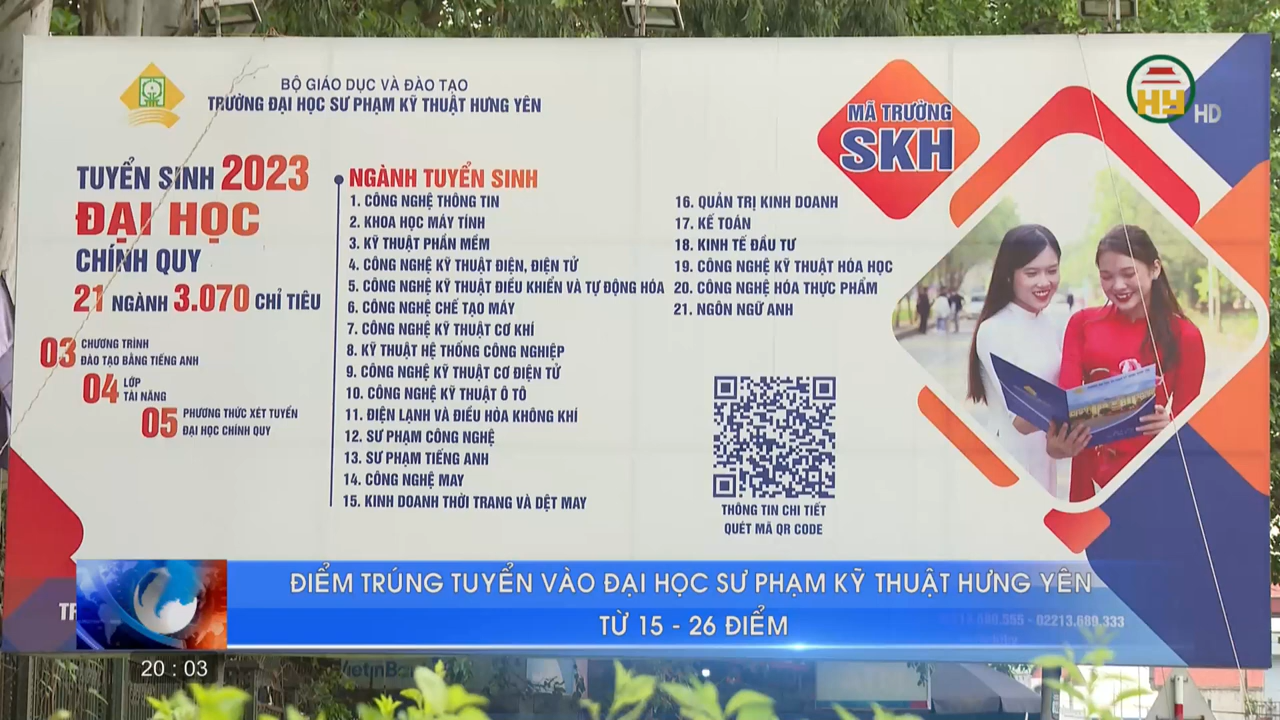 BỘ GIÁO DỤC VÀ ĐÀO TẠO
TRƯỜNG ĐẠI HỌC SƯ PHẠM KỸ THUẬT HƯNG YÊN
MÃ TRƯỜNG
SKH
HY
HD
TUYỂN SINH 2023
ĐẠI HỌC
CHÍNH QUY
21 NGÀNH 3.070 CHỈ TIÊU
03 CHƯƠNG TRÌNH
ĐÀO TẠO BẰNG TIẾNG ANH
04 LỚP
TÀI NĂNG
05 PHƯƠNG THỨC XÉT TUYỂN
ĐẠI HỌC CHÍNH QUY
NGÀNH TUYỂN SINH
1. CÔNG NGHỆ THÔNG TIN
2. KHOA HỌC MÁY TÍNH
3. KỸ THUẬT PHẦN MỀM
4. CÔNG NGHỆ KỸ THUẬT ĐIỆN, ĐIỆN TỬ
5. CÔNG NGHỆ KỸ THUẬT ĐIỀU KHIỂN VÀ TỰ ĐỘNG HÓA
6. CÔNG NGHỆ CHẾ TẠO MÁY
7. CÔNG NGHỆ KỸ THUẬT CƠ KHÍ
8. KỸ THUẬT HỆ THỐNG CÔNG NGHIỆP
9. CÔNG NGHỆ KỸ THUẬT CƠ ĐIỆN TỬ
10. CÔNG NGHỆ KỸ THUẬT Ô TÔ
11. ĐIỆN LẠNH VÀ ĐIỀU HÒA KHÔNG KHÍ
12. SƯ PHẠM CÔNG NGHỆ
13. SƯ PHẠM TIẾNG ANH
14. CÔNG NGHỆ MAY
15. KINH DOANH THỜI TRANG VÀ DỆT MAY
16. QUẢN TRỊ KINH DOANH
17. KẾ TOÁN
18. KINH TẾ ĐẦU TƯ
19. CÔNG NGHỆ KỸ THUẬT HÓA HỌC
20. CÔNG NGHỆ HÓA THỰC PHẨM
21. NGÔN NGỮ ANH
THÔNG TIN CHI TIẾT
QUÉT MÃ QR CODE
ĐIỂM TRÚNG TUYỂN VÀO ĐẠI HỌC SƯ PHẠM KỸ THUẬT HƯNG YÊN
TỪ 15 - 26 ĐIỂM
02213.689.333
20 : 03